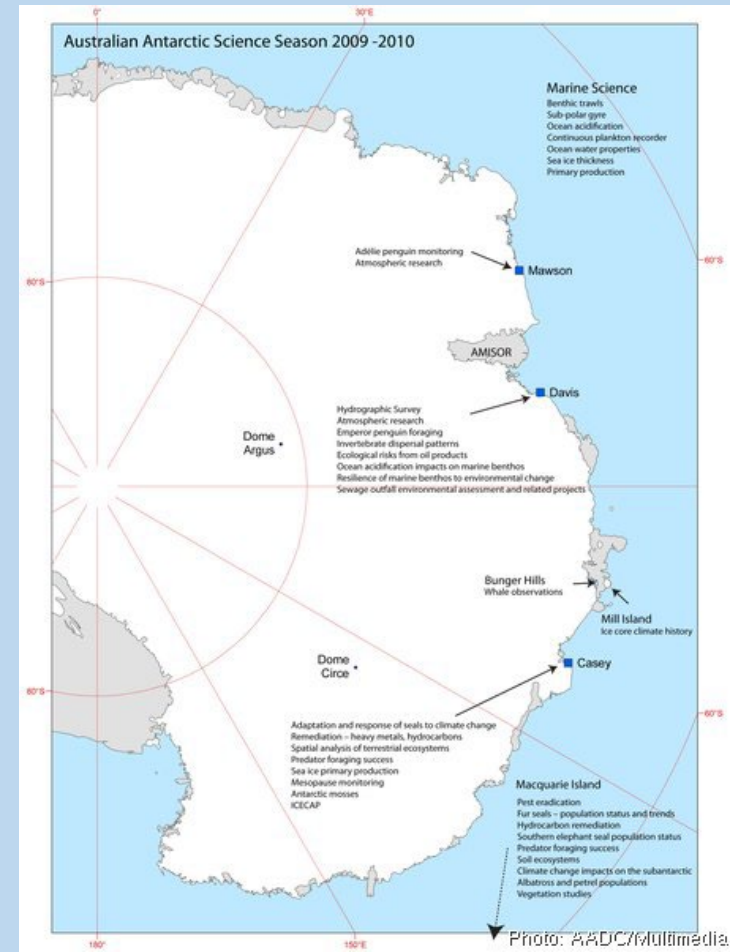 0°
30°E
Australian Antarctic Science Season 2009 -2010
Marine Science
Benthic trawls
Sub-polar gyre
Ocean acidification
Continuous plankton recorder
Ocean water properties
Sea ice thickness
Primary production
60°S
80°S
Adélie penguin monitoring
Atmospheric research
Mawson
AMISOR
Davis
Hydrographic Survey
Atmospheric research
Emperor penguin foraging
Invertebrate dispersal patterns
Ecological risks from oil products
Ocean acidification impacts on marine benthos
Resilience of marine benthos to environmental change
Sewage outfall environmental assessment and related projects
Dome
Argus
Bunger Hills
Whale observations
Mill Island
Ice core climate history
Dome
Circe
Casey
80°S
60°S
Adaptation and response of seals to climate change
Remediation – heavy metals, hydrocarbons
Spatial analysis of terrestrial ecosystems
Predator foraging success
Sea ice primary production
Mesopause monitoring
Antarctic mosses
ICECAP
Macquarie Island
Pest eradication
Fur seals – population status and trends
Hydrocarbon remediation
Southern elephant seal population status
Predator foraging success
Soil ecosystems
Climate change impacts on the subantarctic
Albatross and petrel populations
Vegetation studies
180°
150°E
Photo: AADC/Multimedia